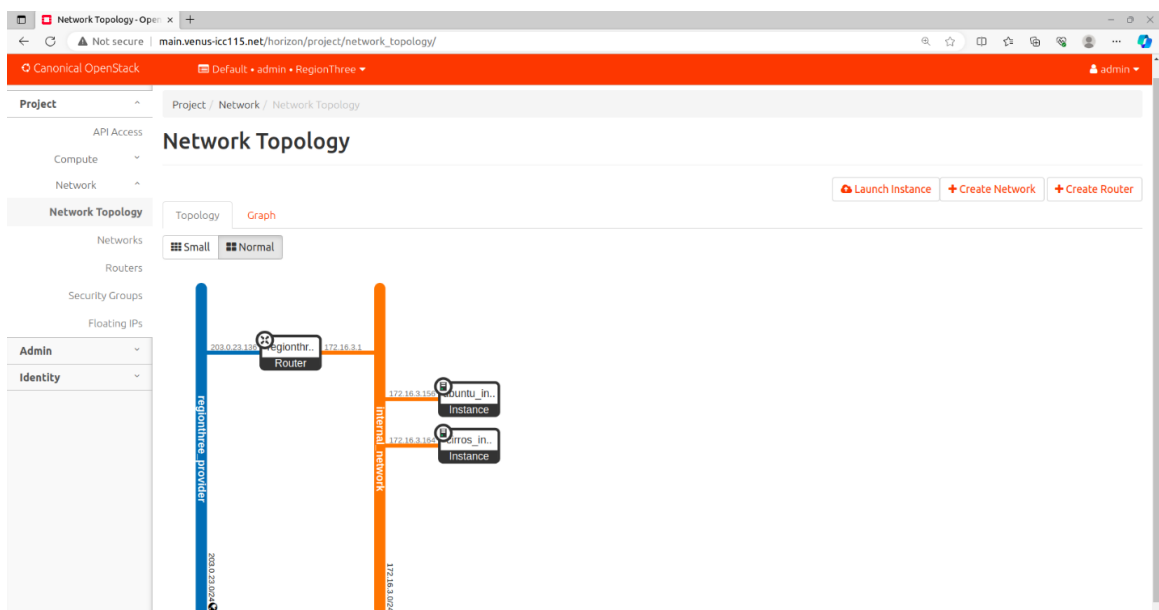 Network Topology - Open
Not secure | main.venus-icc115.net/horizon/project/network_topology/
Canonical OpenStack
Default • admin • RegionThree
admin
Project
Project / Network / Network Topology
API Access
Network Topology
Compute
Network
Launch Instance
+ Create Network
+ Create Router
Network Topology
Topology
Graph
Networks
Small
Normal
Routers
Security Groups
Floating IPs
Admin
Identity
203.0.23.136
regionthr..
172.16.3.1
Router
172.16.3.156
ubuntu_in..
Instance
172.16.3.164
cirros_in..
Instance
regionthree_provider
internal_network
203.0.23.0/24
172.16.3.0/24